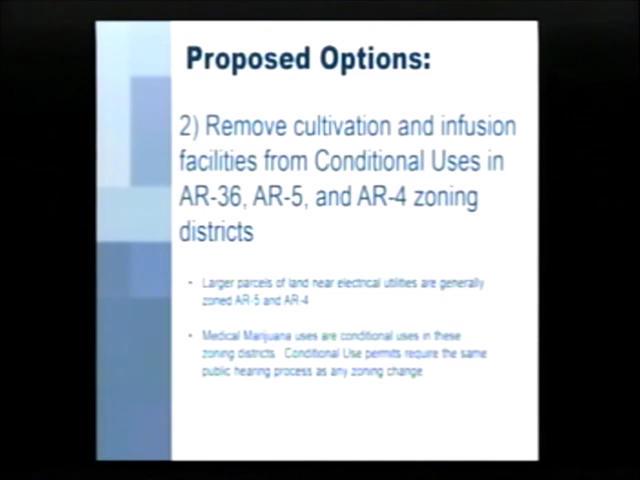 Proposed Options:
2) Remove cultivation and infusion
facilities from Conditional Uses in
AR-36, AR-5, and AR-4 zoning
districts
• Larger parcels of land near electrical utilities are generally
zoned AR-5 and AR-4
• Medical Marijuana uses are conditional uses in these
zoning districts. Conditional Use permits require the same
public hearing process as any zoning change